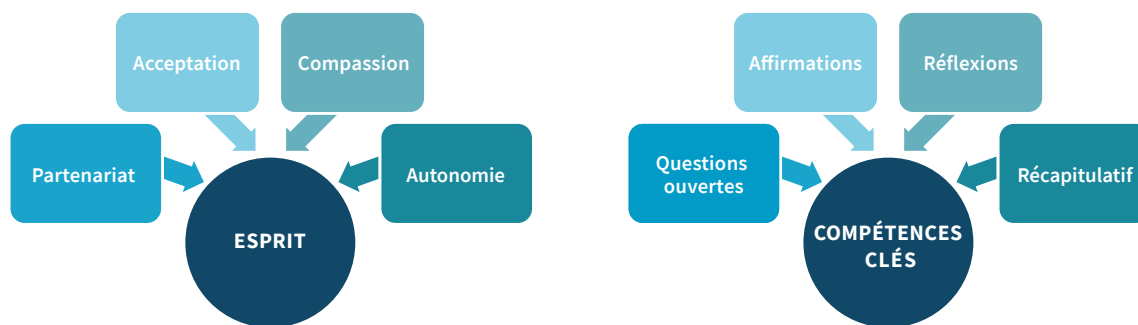 Acceptation
Compassion
Partenariat
Autonomie
ESPRIT
Affirmations
Réflexions
Questions
ouvertes
Récapitulatif
COMPÉTENCES
CLÉS